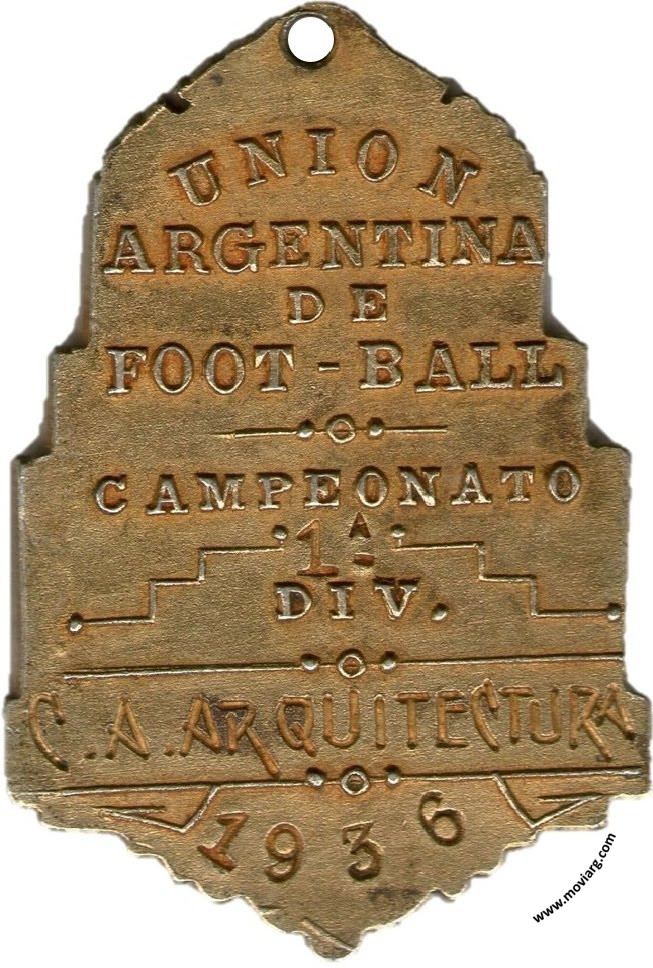 UNION
ARGENTINA
DE
FOOT-BALL
CAMPEONATO
1ª
DIV.
C.A.ARQUITECTURA
1936
www.moviarg.com